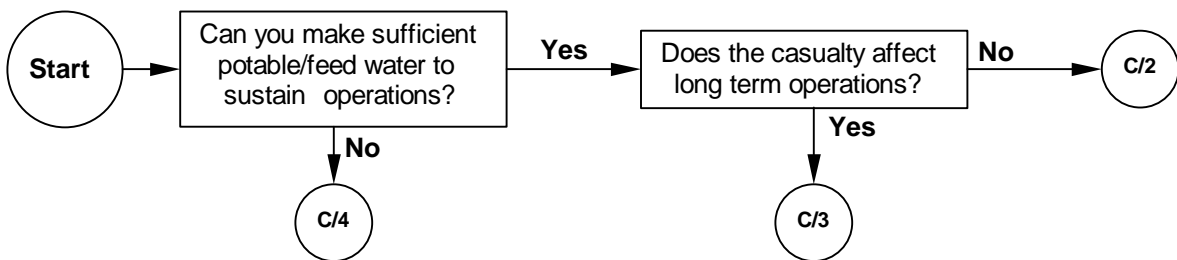 Start
Can you make sufficient
potable/feed water to
sustain operations?
Yes
Does the casualty affect
long term operations?
No
C/2
No
C/4
Yes
C/3